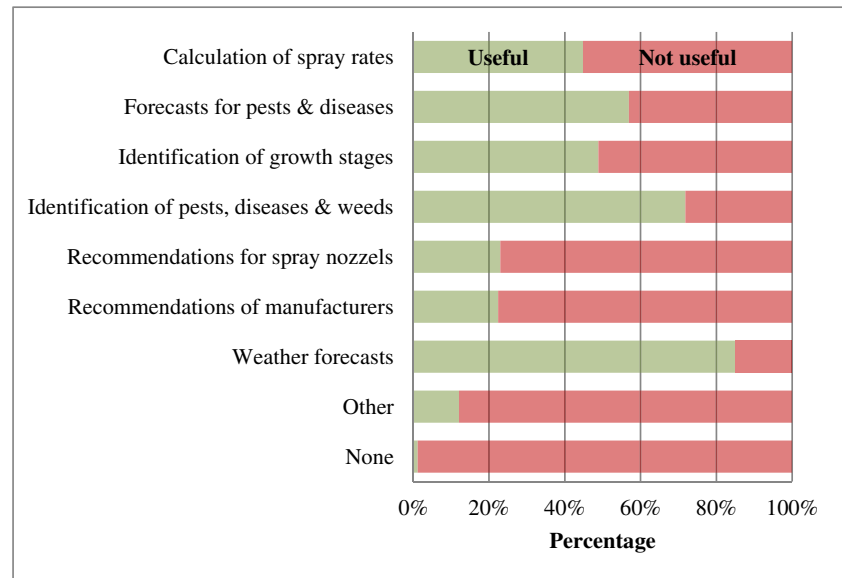 Calculation of spray rates
Useful
Not useful
Forecasts for pests & diseases
Identification of growth stages
Identification of pests, diseases & weeds
Recommendations for spray nozzels
Recommendations of manufacturers
Weather forecasts
Other
None
0% 20% 40% 60% 80% 100%
Percentage